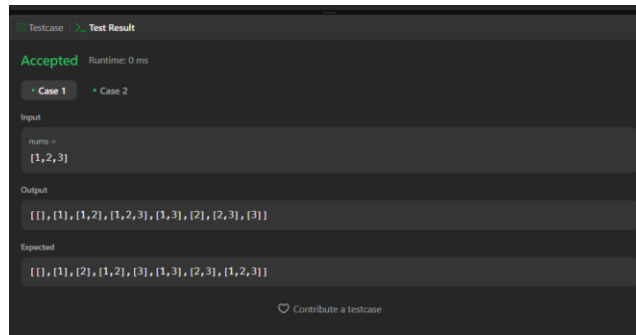 Testcase >_ Test Result
Accepted Runtime: 0 ms
• Case 1 • Case 2
Input
nums =
[1,2,3]
Output
[[],[1],[1,2],[1,2,3],[1,3],[2],[2,3],[3]]
Expected
[[],[1],[2],[1,2],[3],[1,3],[2,3],[1,2,3]]
Contribute a testcase